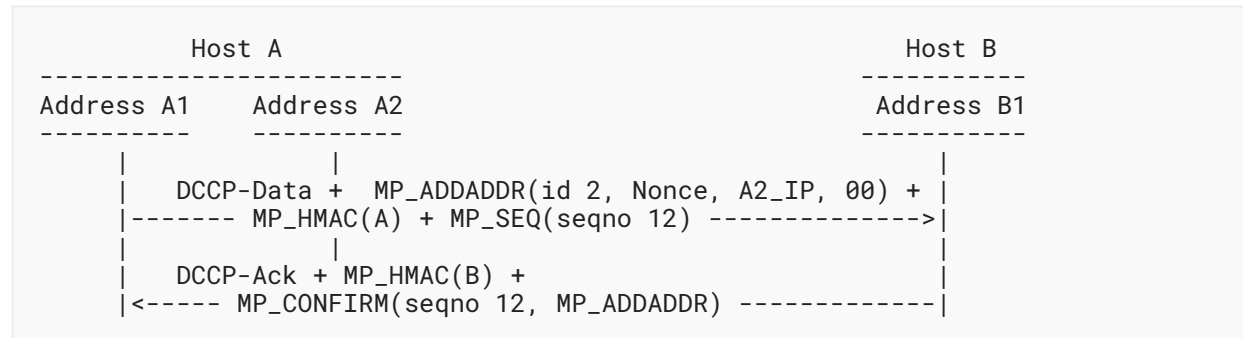 Host A Host B
------------------------ -----------
Address A1 Address A2 Address B1
---------- ---------- -----------
| | |
| DCCP-Data + MP_ADDADDR(id 2, Nonce, A2_IP, 00) + |
|------- MP_HMAC(A) + MP_SEQ(seqno 12) -------------->|
| | |
| DCCP-Ack + MP_HMAC(B) + |
|<----- MP_CONFIRM(seqno 12, MP_ADDADDR) -------------|